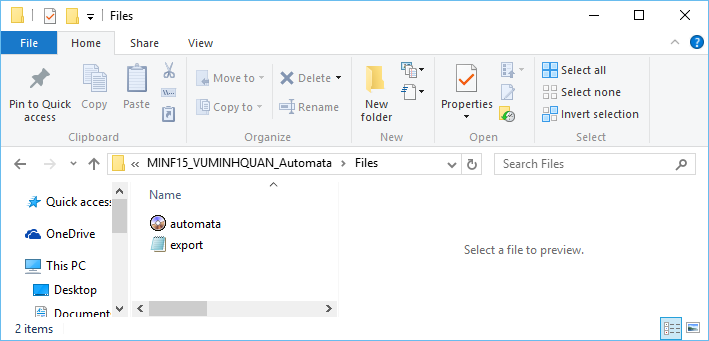 Files
File
Home
Share
View
Pin to Quick access
Copy
Paste
Clipboard
Move to
Copy to
Delete
Rename
Organize
New folder
New
Properties
Open
Select all
Select none
Invert selection
Select
« MINF15_VUMINHQUAN_Automata > Files
Search Files
Quick access
OneDrive
This PC
Desktop
Document
Name
automata
export
Select a file to preview.
2 items